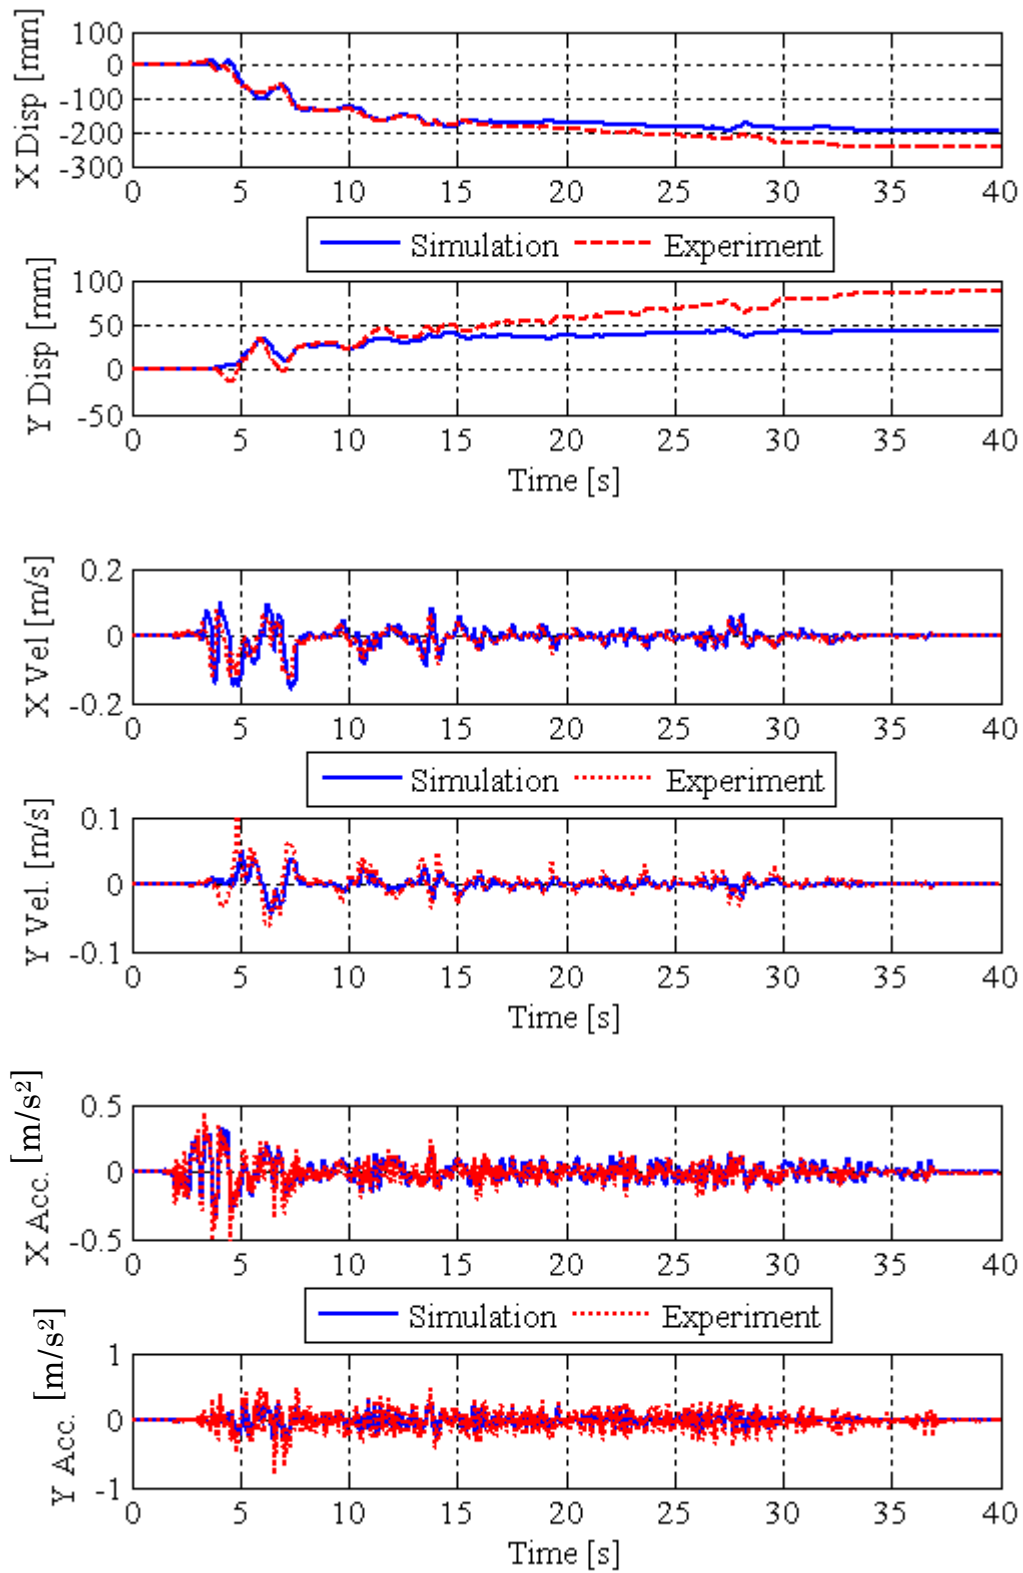 X Disp [mm]
100
0
-100
-200
-300
0 5 10 15 20 25 30 35 40
Simulation Experiment
Y Disp [mm]
100
50
0
-50
0 5 10 15 20 25 30 35 40
Time [s]
X Vel [m/s]
0.2
0
-0.2
0 5 10 15 20 25 30 35 40
Simulation Experiment
Y Vel. [m/s]
0.1
0
-0.1
0 5 10 15 20 25 30 35 40
Time [s]
X Acc. [m/s²]
0.5
0
-0.5
0 5 10 15 20 25 30 35 40
Simulation Experiment
Y Acc. [m/s²]
1
0
-1
0 5 10 15 20 25 30 35 40
Time [s]